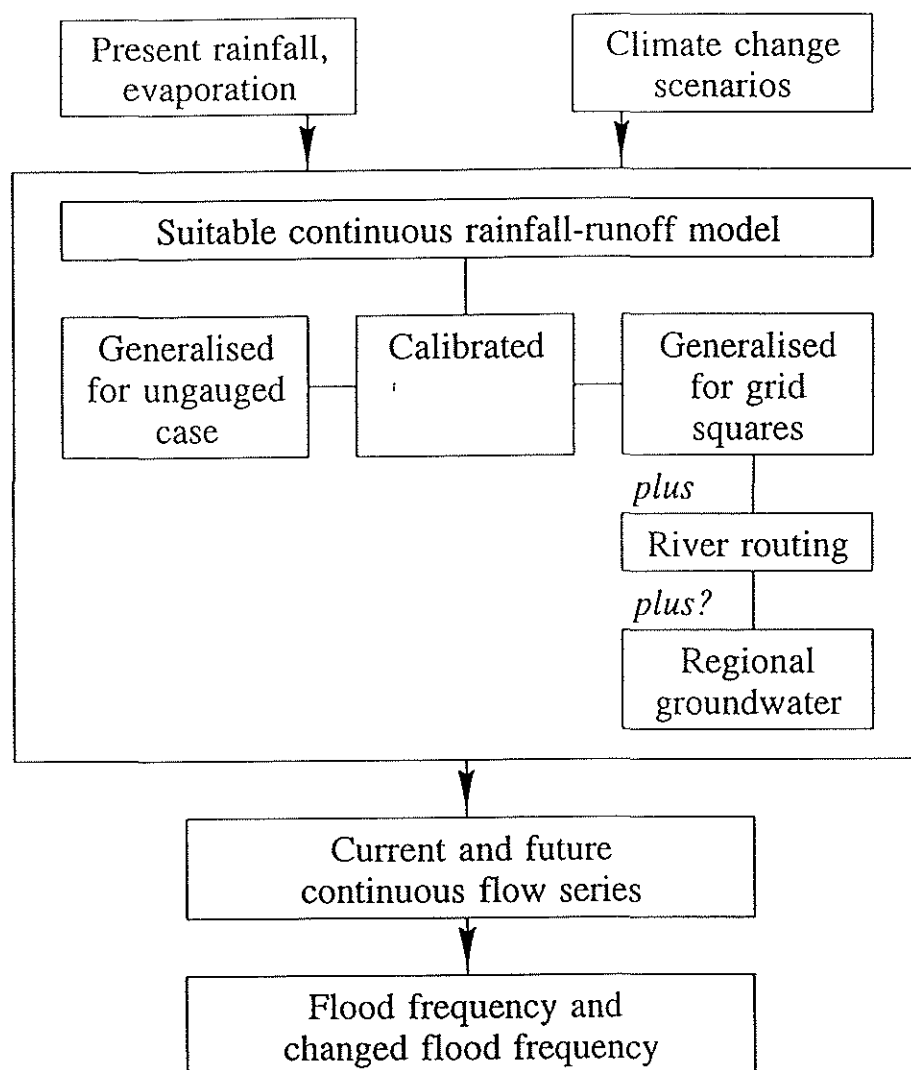 Present rainfall,
evaporation
Climate change
scenarios
Suitable continuous rainfall-runoff model
Generalised
for ungauged
case
Calibrated
Generalised
for grid
squares
plus
River routing
plus?
Regional
groundwater
Current and future
continuous flow series
Flood frequency and
changed flood frequency